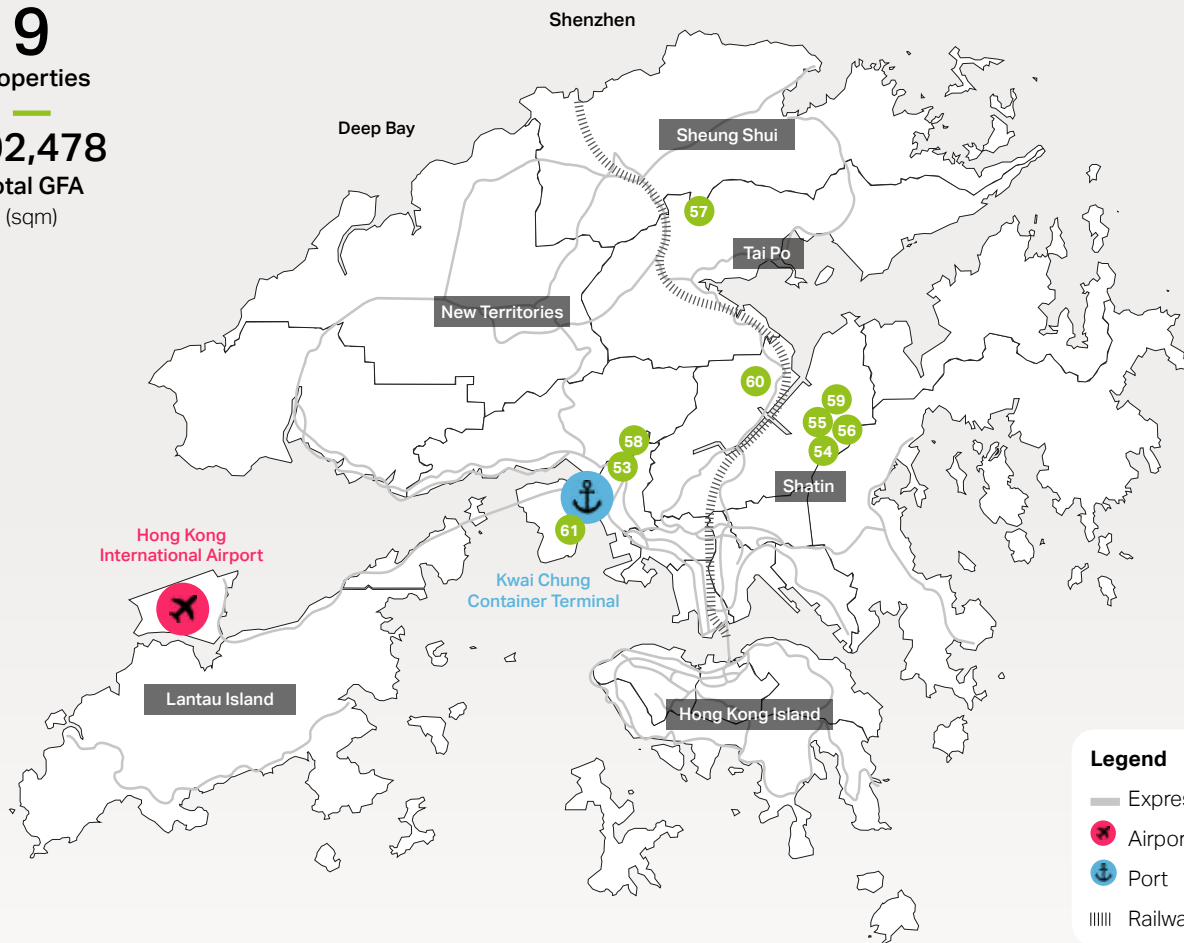 9
operties
2,478
otal GFA
(sqm)
Shenzhen
Deep Bay
Sheung Shui
57
Tai Po
New Territories
60
59
55
56
58
54
53
Shatin
61
Hong Kong
International Airport
Kwai Chung
Container Terminal
Lantau Island
Hong Kong Island
Legend
Expres
Airpor
Port
Railwa